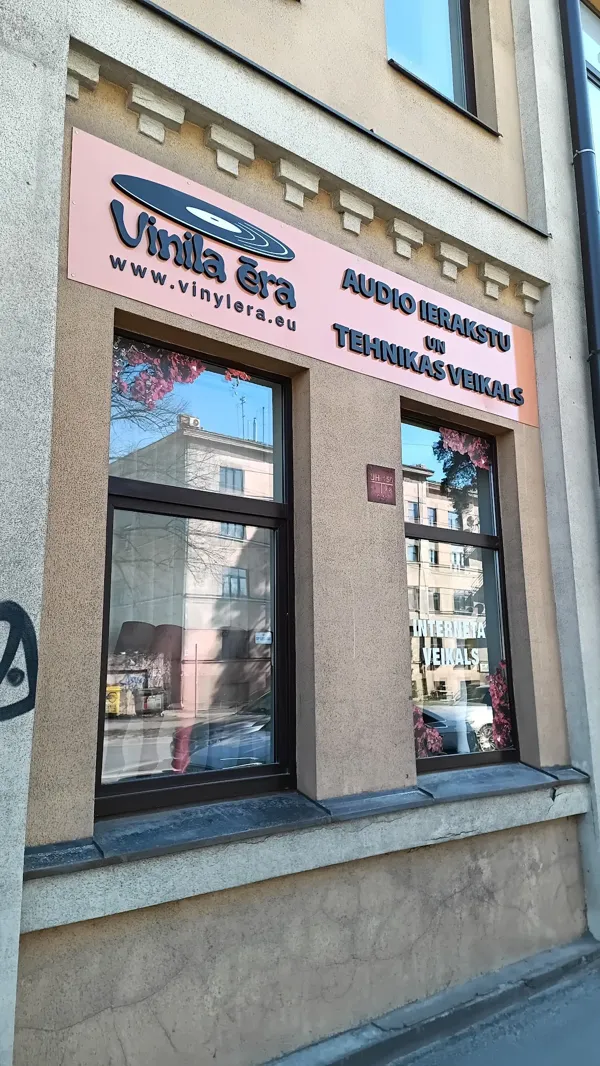 Vinila ēra
www.vinylera.eu
AUDIO IERAKSTU
UN
TEHNIKAS VEIKALS
INTERNETA
VEIKALS